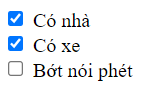 Có nhà
Có xe
Bớt nói phét